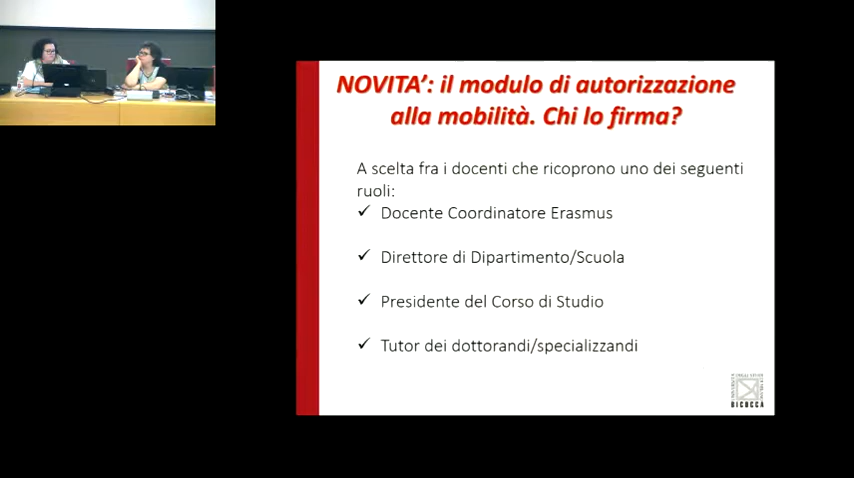 NOVITA': il modulo di autorizzazione
alla mobilità. Chi lo firma?
A scelta fra i docenti che ricoprono uno dei seguenti
ruoli:
✓ Docente Coordinatore Erasmus
✓ Direttore di Dipartimento/Scuola
✓ Presidente del Corso di Studio
✓ Tutor dei dottorandi/specializzandi
BICOCCA